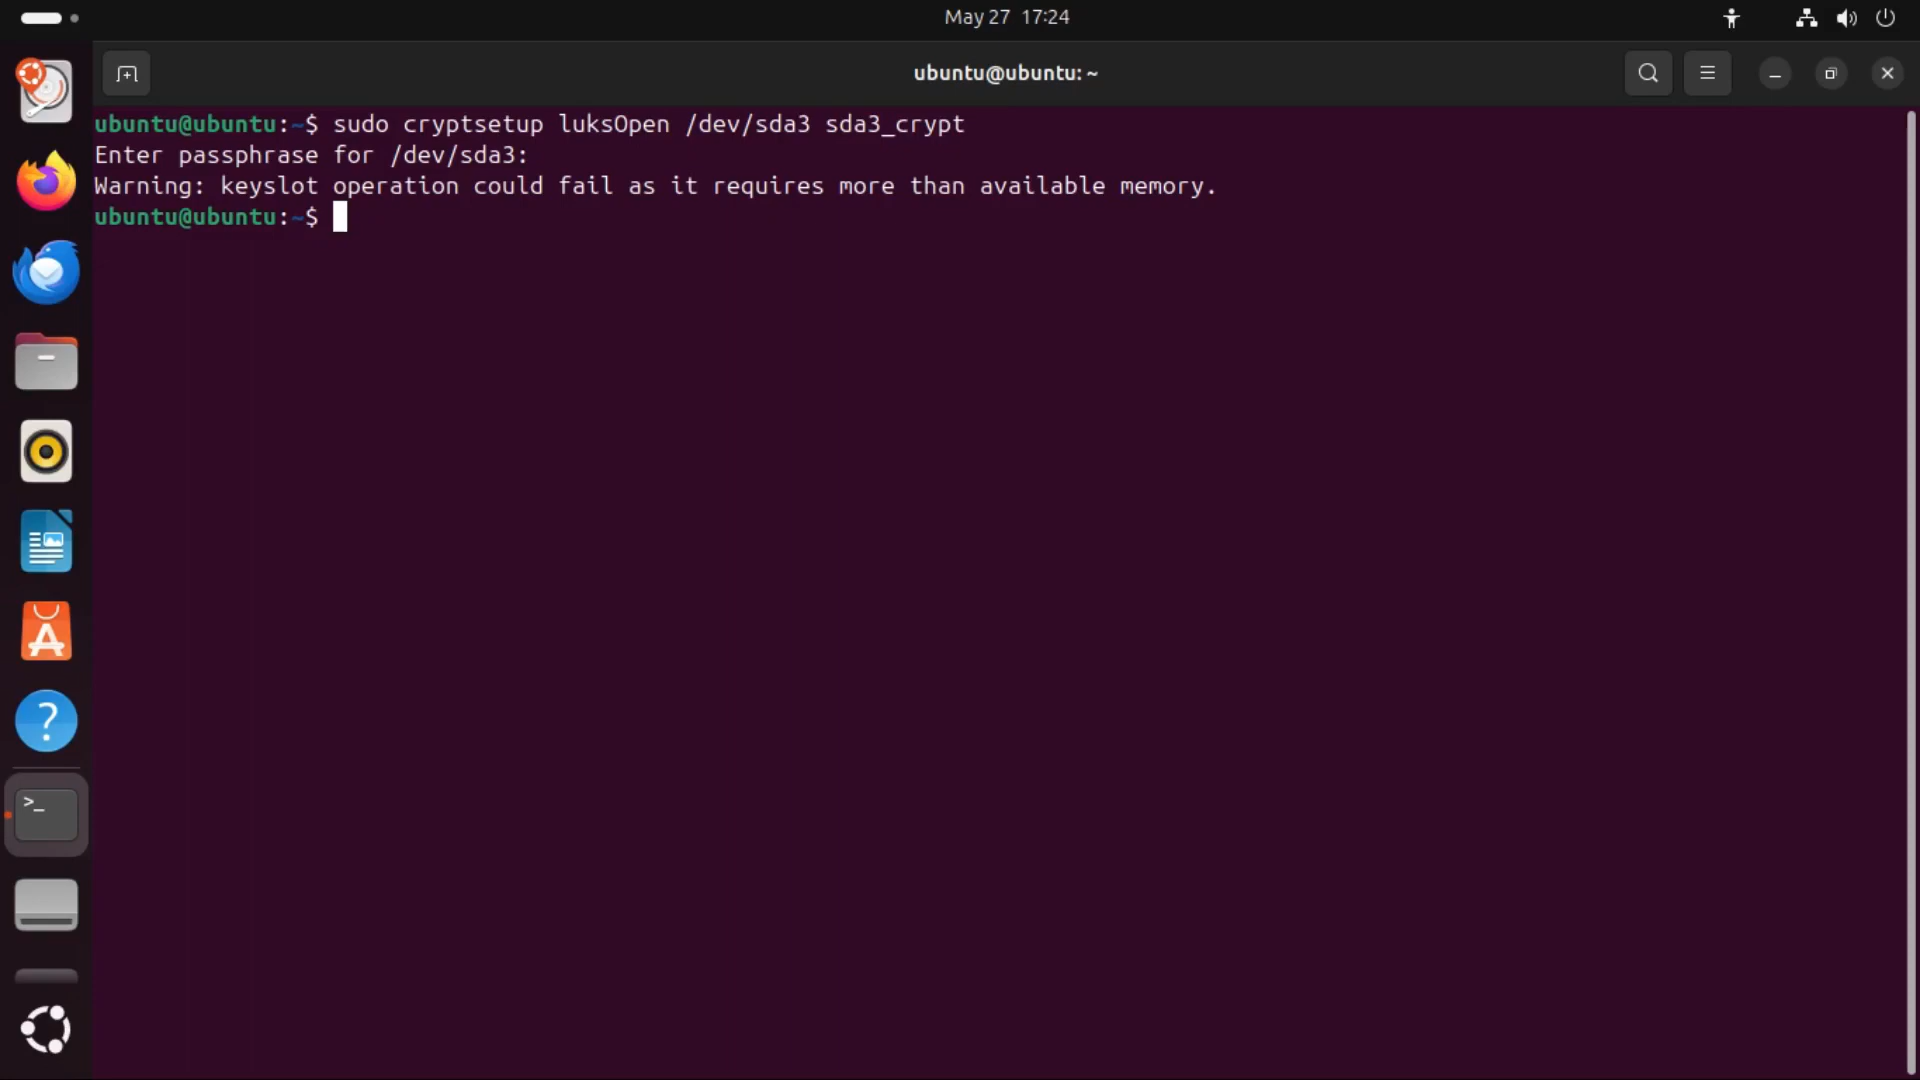 May 27 17:24
ubuntu@ubuntu: ~
ubuntu@ubuntu:~$ sudo cryptsetup luksOpen /dev/sda3 sda3_crypt
Enter passphrase for /dev/sda3:
Warning: keyslot operation could fail as it requires more than available memory.
ubuntu@ubuntu:~$